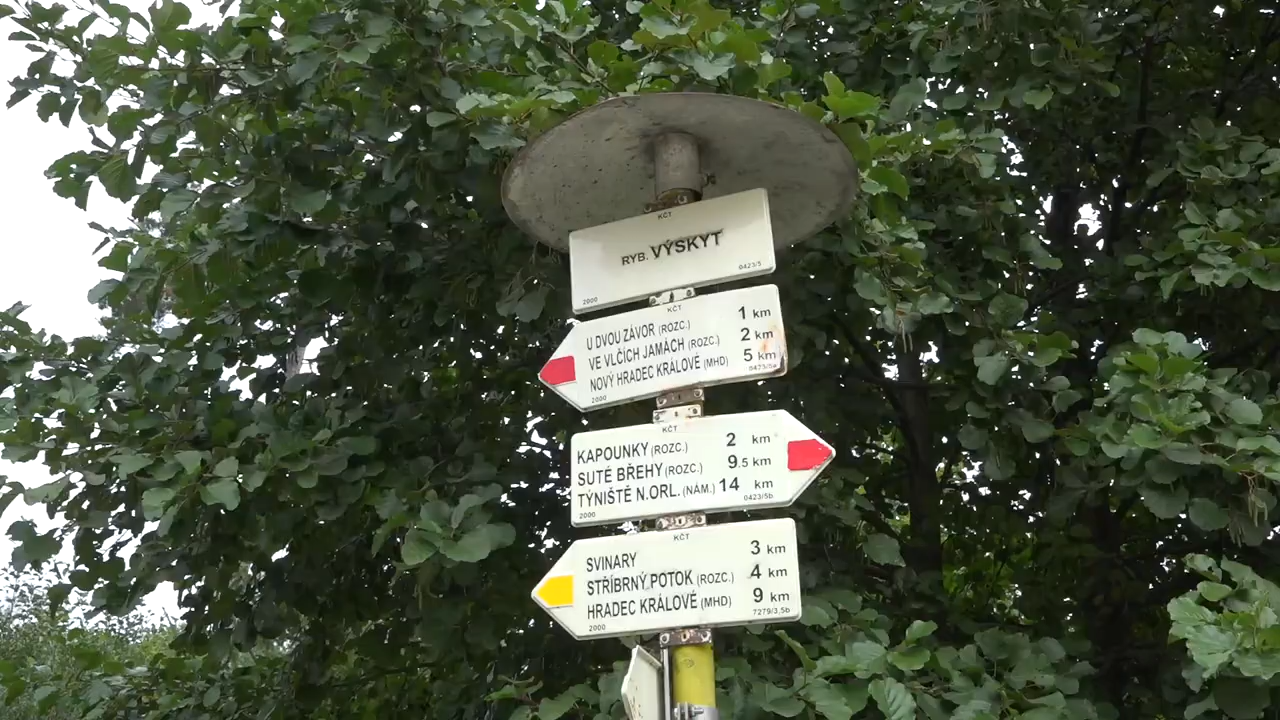 KČT
RYB. VÝSKYT
2000 0423/5
KČT
U DVOU ZÁVOR (ROZC.) 1 km
VE VLČÍCH JAMÁCH (ROZC.) 2 km
NOVÝ HRADEC KRÁLOVÉ (MHD) 5 km
2000 0423/5a
KČT
KAPOUNKY (ROZC.) 2 km
SUTÉ BŘEHY (ROZC.) 9.5 km
TÝNIŠTĚ N.ORL. (NÁM.) 14 km
2000 0423/5b
KČT
SVINARY 3 km
STŘÍBRNÝ POTOK (ROZC.) 4 km
HRADEC KRÁLOVÉ (MHD) 9 km
2000 7279/3,5b